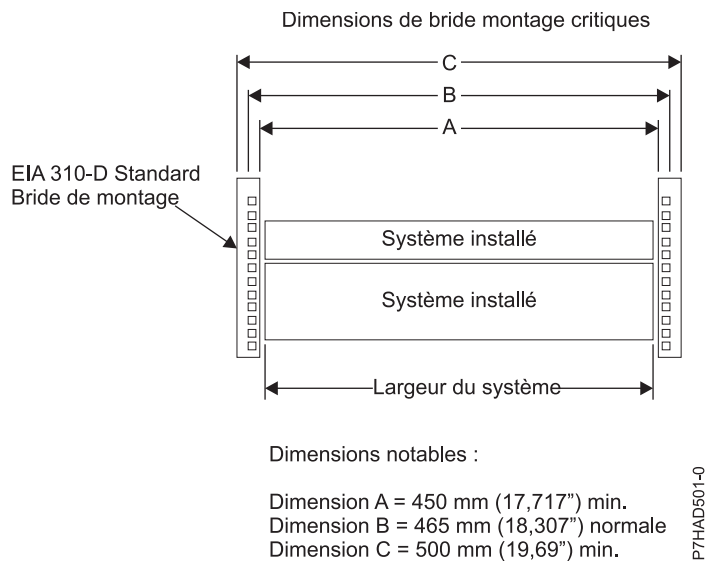 Dimensions de bride montage critiques
C
B
A
EIA 310-D Standard
Bride de montage
Système installé
Système installé
Largeur du système
Dimensions notables :
Dimension A = 450 mm (17,717”) min.
Dimension B = 465 mm (18,307”) normale
Dimension C = 500 mm (19,69”) min.
P7HAD501-0